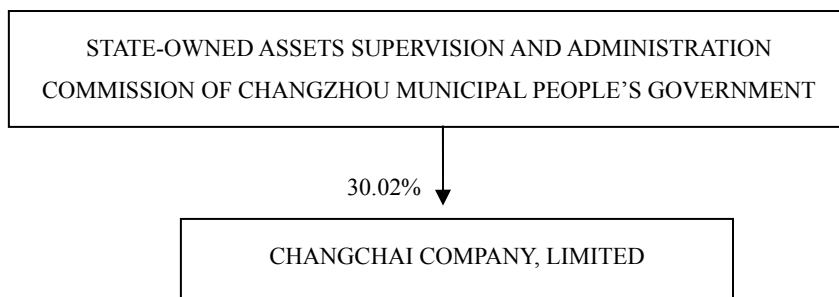 STATE-OWNED ASSETS SUPERVISION AND ADMINISTRATION
COMMISSION OF CHANGZHOU MUNICIPAL PEOPLE’S GOVERNMENT
30.02%
CHANGCHAI COMPANY, LIMITED